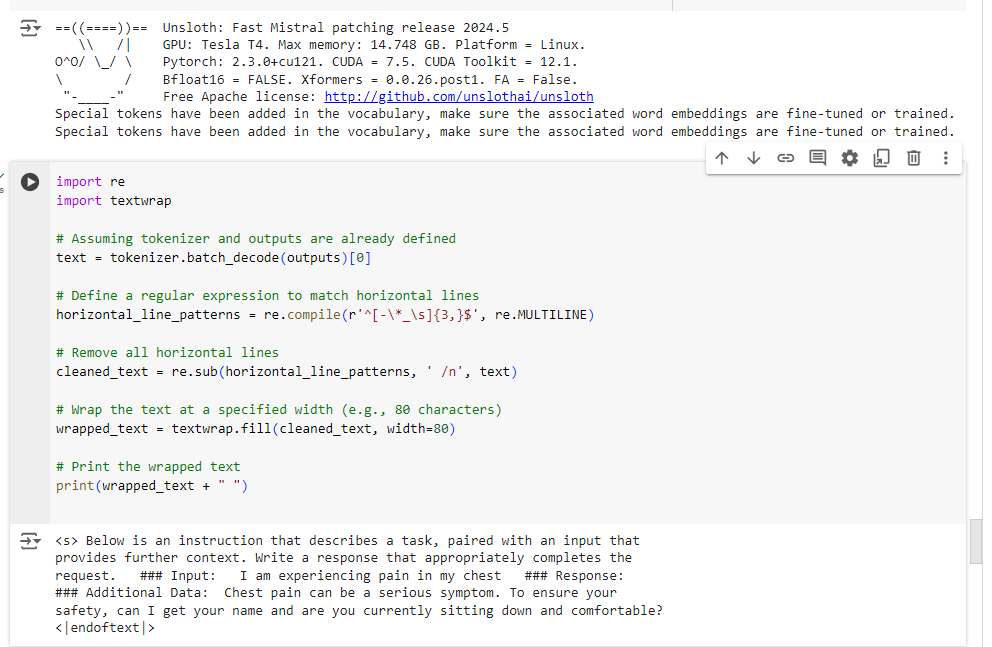 ==((====))==  Unsloth: Fast Mistral patching release 2024.5
   \\   /|    GPU: Tesla T4. Max memory: 14.748 GB. Platform = Linux.
O^O/ \_/ \    Pytorch: 2.3.0+cu121. CUDA = 7.5. CUDA Toolkit = 12.1.
\        /    Bfloat16 = FALSE. Xformers = 0.0.26.post1. FA = False.
 "-____-"     Free Apache license: http://github.com/unslothai/unsloth
Special tokens have been added in the vocabulary, make sure the associated word embeddings are fine-tuned or trained.
Special tokens have been added in the vocabulary, make sure the associated word embeddings are fine-tuned or trained.
import re
import textwrap
# Assuming tokenizer and outputs are already defined
text = tokenizer.batch_decode(outputs)[0]
# Define a regular expression to match horizontal lines
horizontal_line_patterns = re.compile(r'^[-\*_\s]{3,}$', re.MULTILINE)
# Remove all horizontal lines
cleaned_text = re.sub(horizontal_line_patterns, ' /n', text)
# Wrap the text at a specified width (e.g., 80 characters)
wrapped_text = textwrap.fill(cleaned_text, width=80)
# Print the wrapped text
print(wrapped_text + " ")
<s> Below is an instruction that describes a task, paired with an input that
provides further context. Write a response that appropriately completes the
request.   ### Input:   I am experiencing pain in my chest   ### Response:
### Additional Data:  Chest pain can be a serious symptom. To ensure your
safety, can I get your name and are you currently sitting down and comfortable?
<|endoftext|>